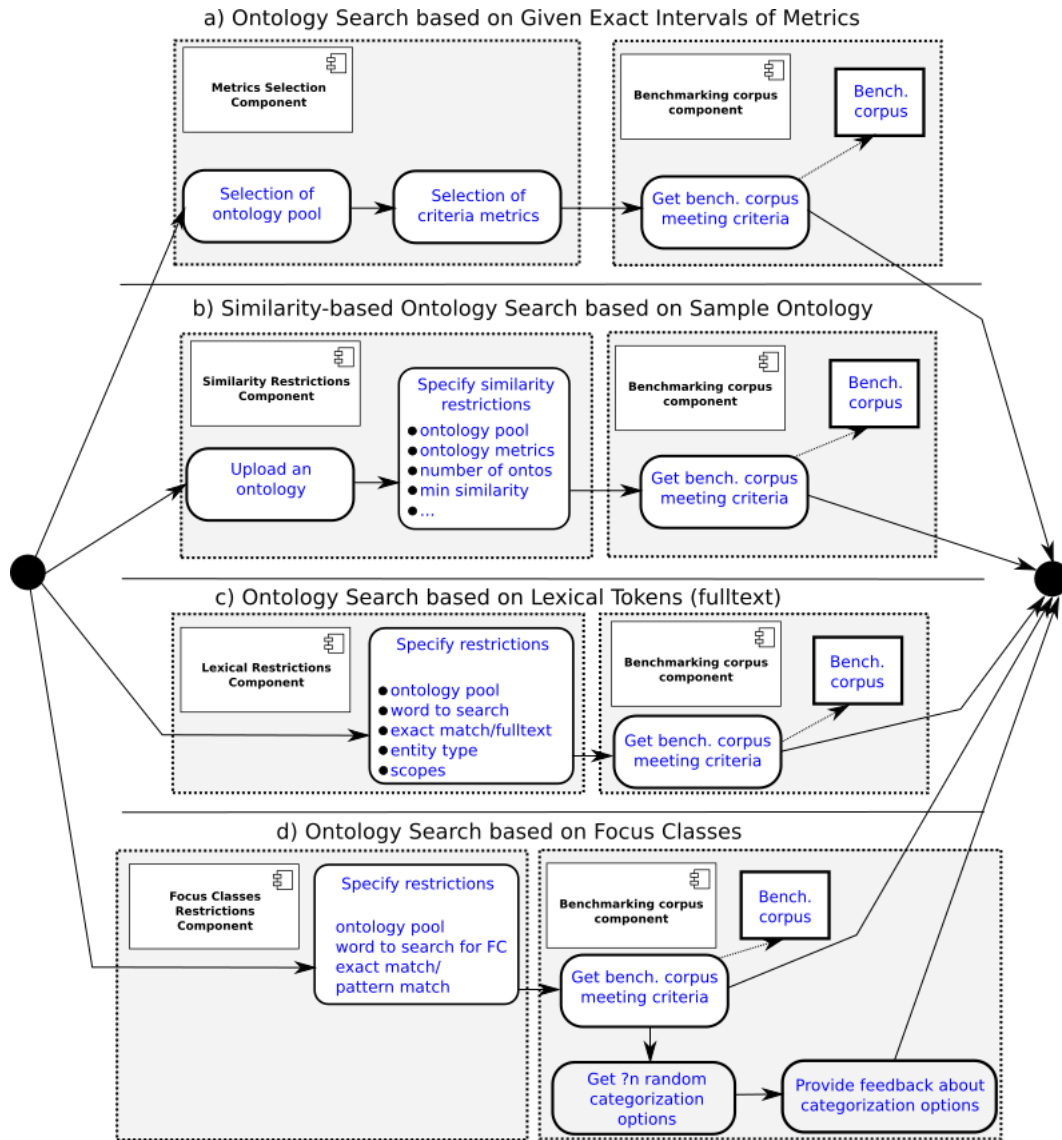 a) Ontology Search based on Given Exact Intervals of Metrics
Metrics Selection
Component
Benchmarking corpus
component
Bench.
corpus
Selection of
ontology pool
Selection of
criteria metrics
Get bench. corpus
meeting criteria
b) Similarity-based Ontology Search based on Sample Ontology
Similarity Restrictions
Component
Specify similarity
restrictions
● ontology pool
● ontology metrics
● number of ontos
● min similarity
● ...
Upload an
ontology
Benchmarking corpus
component
Bench.
corpus
Get bench. corpus
meeting criteria
c) Ontology Search based on Lexical Tokens (fulltext)
Lexical Restrictions
Component
Specify restrictions
● ontology pool
● word to search
● exact match/fulltext
● entity type
● scopes
Benchmarking corpus
component
Bench.
corpus
Get bench. corpus
meeting criteria
d) Ontology Search based on Focus Classes
Focus Classes
Restrictions
Component
Specify restrictions
ontology pool
word to search for FC
exact match/
pattern match
Benchmarking corpus
component
Bench.
corpus
Get bench. corpus
meeting criteria
Get ?n random
categorization
options
Provide feedback about
categorization options